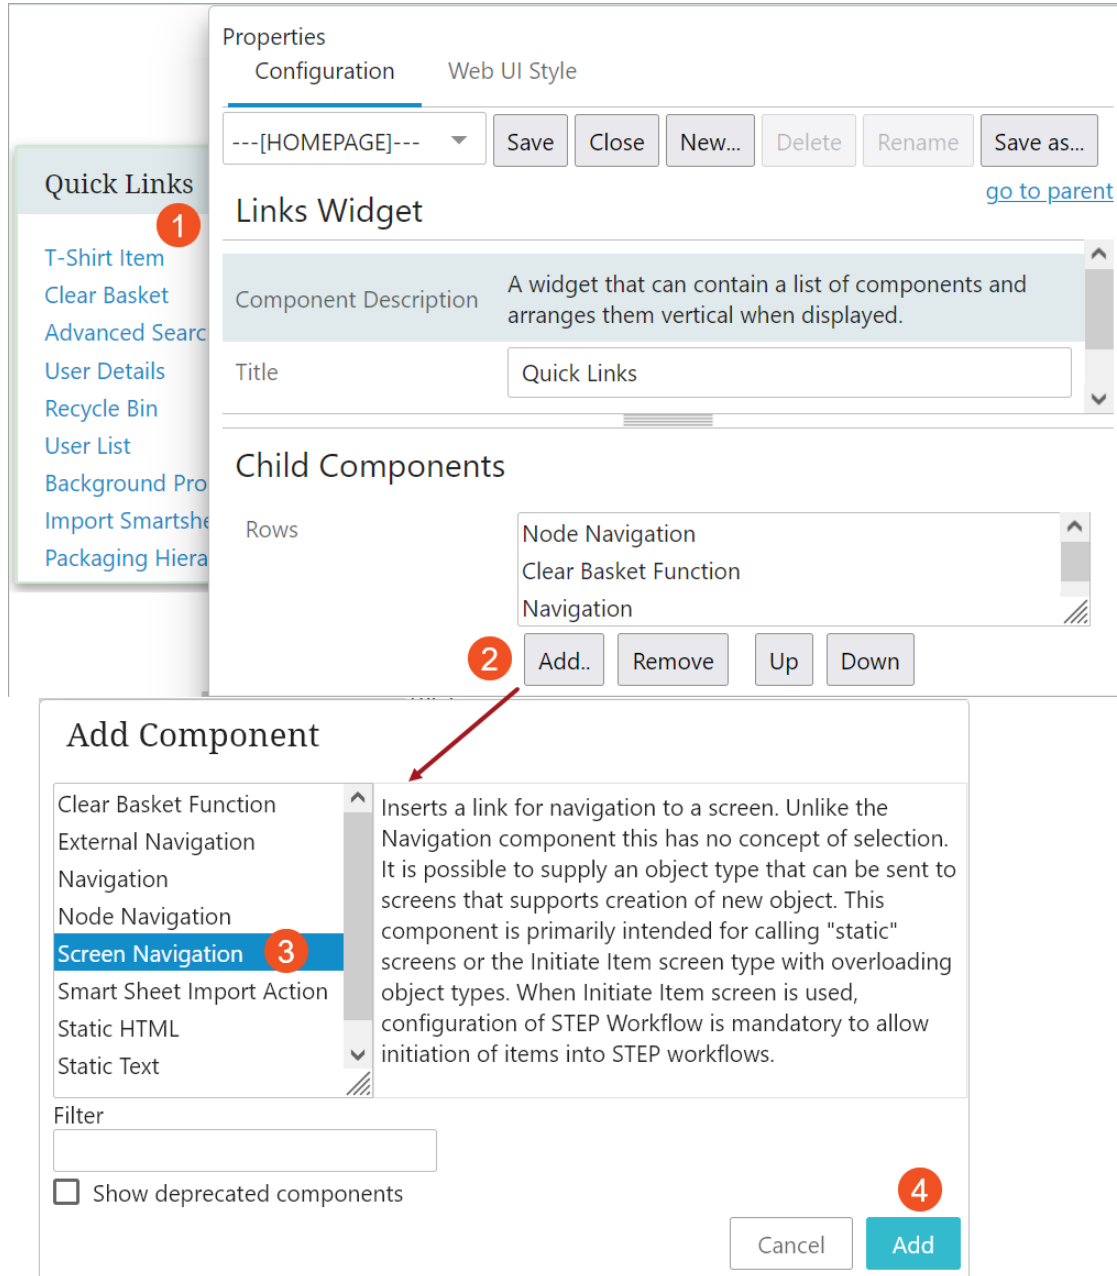 Properties
Configuration
Web UI Style
---[HOMEPAGE]---
Save
Close
New...
Delete
Rename
Save as...
go to parent
Quick Links
1
T-Shirt Item
Clear Basket
Advanced Searc
User Details
Recycle Bin
User List
Background Pro
Import Smartshe
Packaging Hiera
Links Widget
Component Description
A widget that can contain a list of components and
arranges them vertical when displayed.
Title
Quick Links
Child Components
Rows
Node Navigation
Clear Basket Function
Navigation
2
Add..
Remove
Up
Down
Add Component
Clear Basket Function
External Navigation
Navigation
Node Navigation
Screen Navigation
3
Smart Sheet Import Action
Static HTML
Static Text
Inserts a link for navigation to a screen. Unlike the
Navigation component this has no concept of selection.
It is possible to supply an object type that can be sent to
screens that supports creation of new object. This
component is primarily intended for calling "static"
screens or the Initiate Item screen type with overloading
object types. When Initiate Item screen is used,
configuration of STEP Workflow is mandatory to allow
initiation of items into STEP workflows.
Filter
Show deprecated components
4
Cancel
Add